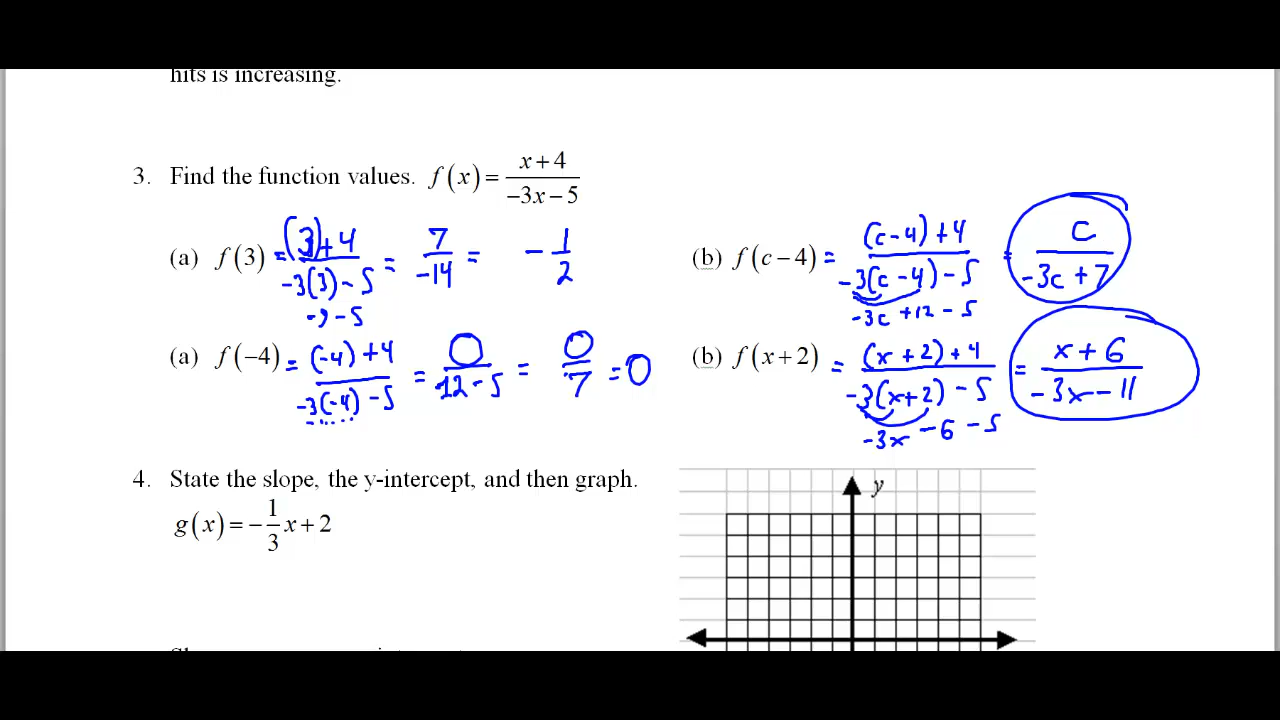 hits is increasing.
3. Find the function values. f(x) = (x+4)/(−3x−5)
(a) f(3) = ((3)+4)/(-3(3)-5) = 7/-14 = -1/2
-9-5
(b) f(c−4) = ((c-4)+4)/(-3(c-4)-5) = c/(-3c+7)
-3c+12-5
(a) f(−4) = ((-4)+4)/(-3(-4)-5) = 0/(12-5) = 0/7 = 0
(b) f(x+2) = ((x+2)+4)/(-3(x+2)-5) = (x+6)/(-3x-11)
-3x-6-5
4. State the slope, the y-intercept, and then graph.
g(x) = −1/3x+2
y